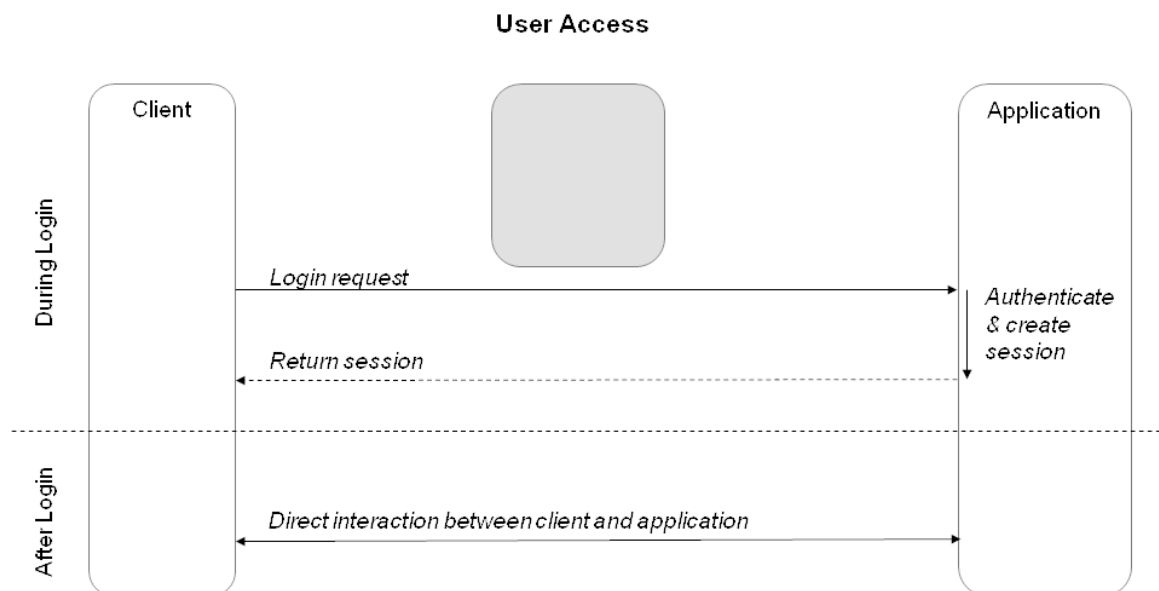 User Access
Client
Application
During Login
Login request
Authenticate
& create
session
Return session
After Login
Direct interaction between client and application